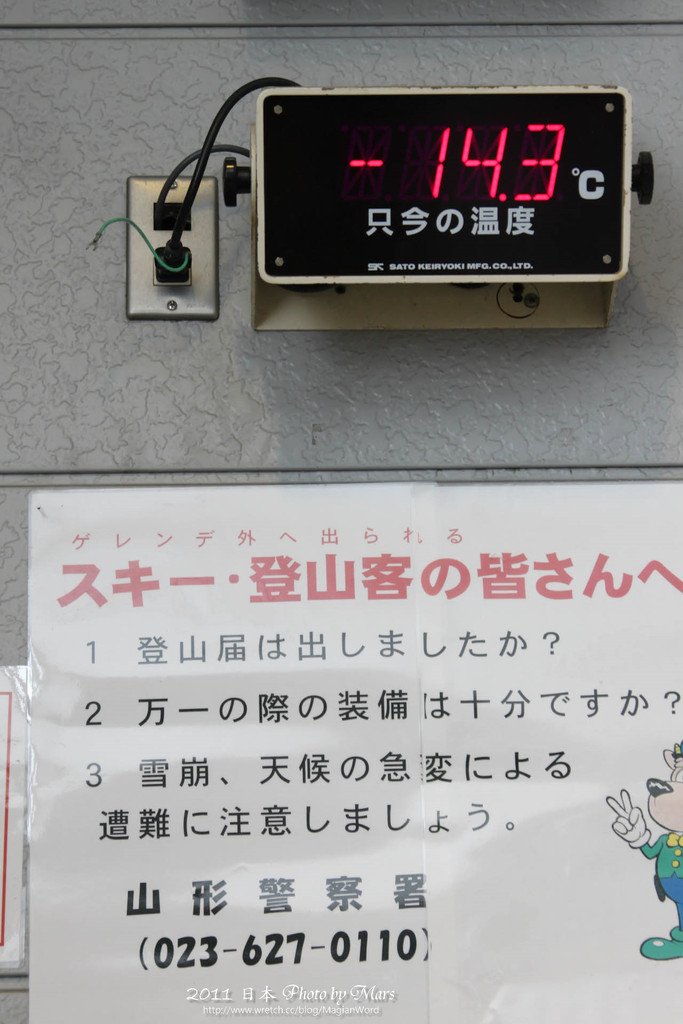 -14.3 °C
只今の温度
SK SATO KEIRYOKI MFG.CO.,LTD.
ゲレンデ外へ出られる
スキー・登山客の皆さんへ
1 登山届は出しましたか?
2 万一の際の装備は十分ですか?
3 雪崩、天候の急変による
遭難に注意しましょう。
山形警察署
(023-627-0110)
2011 日本 Photo by Mars
http://www.wretch.cc/blog/MagianWord